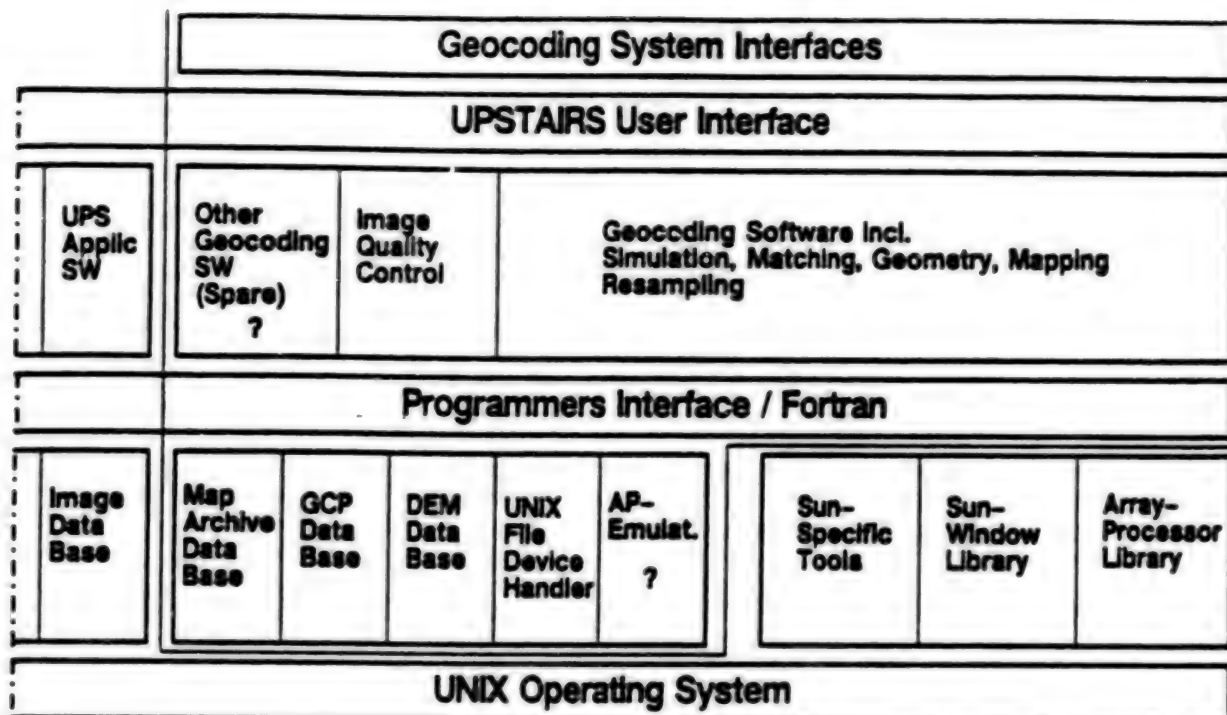 Geocoding System Interfaces
UPSTAIRS User Interface
UPS
Applic
SW
Other
Geocoding
SW
(Spare)
?
Image
Quality
Control
Geocoding Software Incl.
Simulation, Matching, Geometry, Mapping
Resampling
Programmers Interface / Fortran
Image
Data
Base
Map
Archive
Data
Base
GCP
Data
Base
DEM
Data
Base
UNIX
File
Device
Handler
AP-
Emulat.
?
Sun-
Specific
Tools
Sun-
Window
Library
Array-
Processor
Library
UNIX Operating System